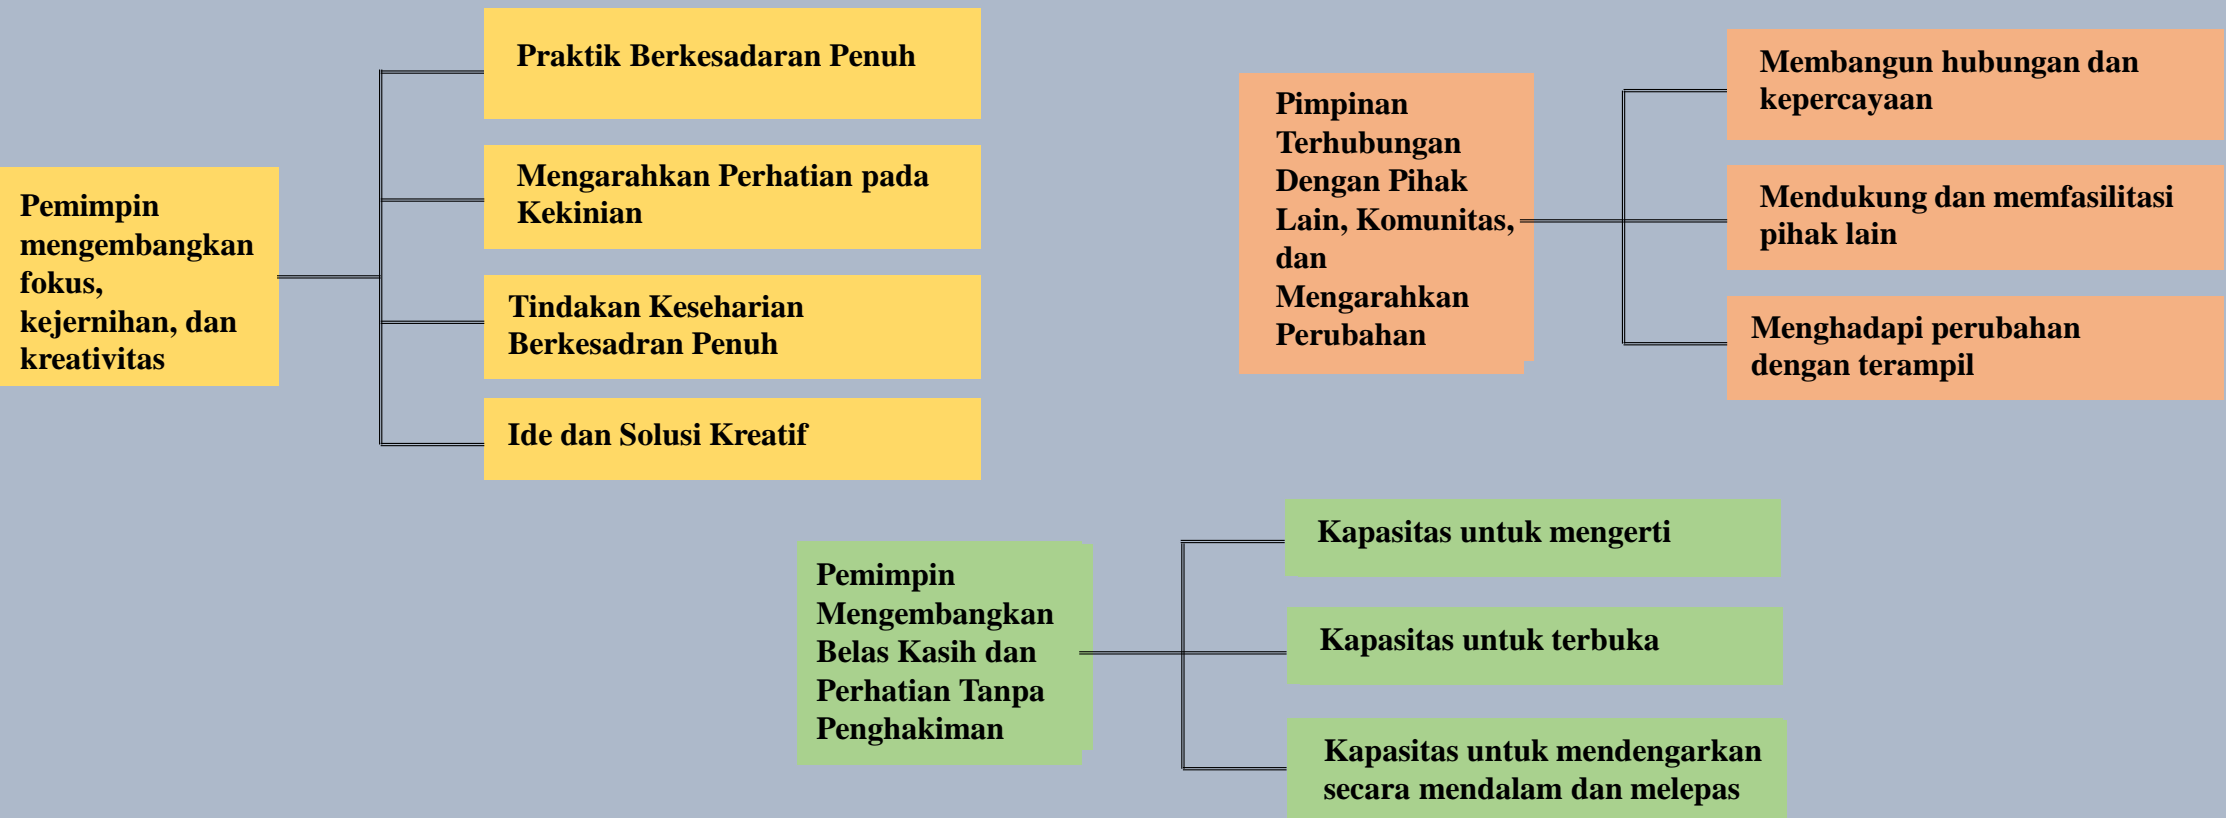 Pemimpin
mengembangkan
fokus,
kejernihan, dan
kreativitas
Praktik Berkesadaran Penuh
Mengarahkan Perhatian pada
Kekinian
Tindakan Keseharian
Berkesadran Penuh
Ide dan Solusi Kreatif
Pimpinan
Terhubungan
Dengan Pihak
Lain, Komunitas,
dan
Mengarahkan
Perubahan
Membangun hubungan dan
kepercayaan
Mendukung dan memfasilitasi
pihak lain
Menghadapi perubahan
dengan terampil
Pemimpin
Mengembangkan
Belas Kasih dan
Perhatian Tanpa
Penghakiman
Kapasitas untuk mengerti
Kapasitas untuk terbuka
Kapasitas untuk mendengarkan
secara mendalam dan melepas